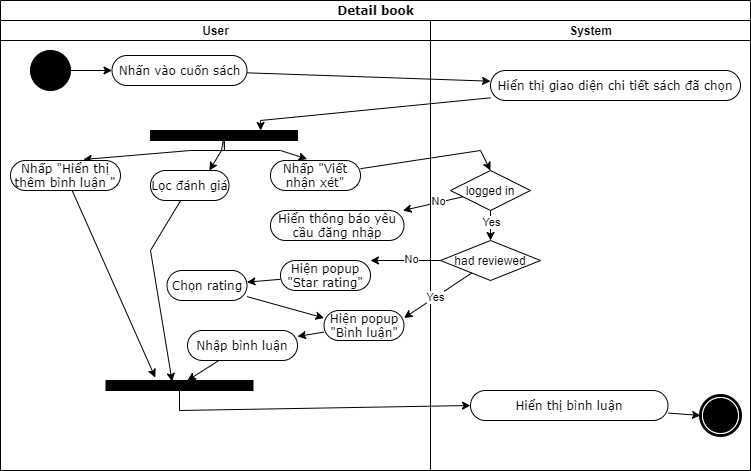 Detail book
User
System
Nhấn vào cuốn sách
Hiển thị giao diện chi tiết sách đã chọn
Nhấp "Hiển thị
thêm bình luận "
Lọc đánh giá
Nhấp "Viết
nhận xét"
logged in
No
Hiển thông báo yêu
cầu đăng nhập
Yes
had reviewed
No
Hiện popup
"Star rating"
Chọn rating
Yes
Hiện popup
"Bình luận"
Nhập bình luận
Hiển thị bình luận